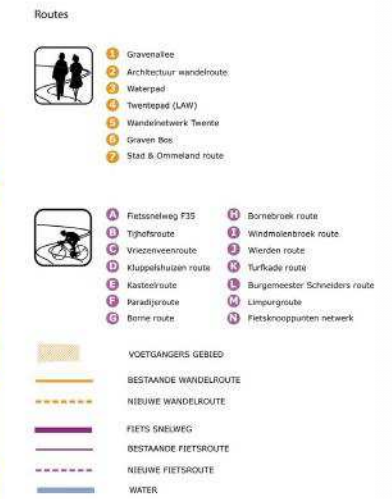 Routes
1 Gravenallee
2 Architectuur wandelroute
3 Waterpad
4 Twentepad (LAW)
5 Wandelnetwerk Twente
6 Graven Bos
7 Stad & Ommeland route
A Fietssnelweg F35
B Tijhofsroute
C Vriezenveenroute
D Kluppelshuizen route
E Kasteelroute
F Paradijsroute
G Borne route
H Bornebroek route
I Windmolenbroek route
J Wierden route
K Turfkade route
L Burgemeester Schneiders route
M Limpurgroute
N Fietsknooppunten netwerk
VOETGANGERS GEBIED
BESTAANDE WANDELROUTE
NIEUWE WANDELROUTE
FIETS SNELWEG
BESTAANDE FIETSROUTE
NIEUWE FIETSROUTE
WATER